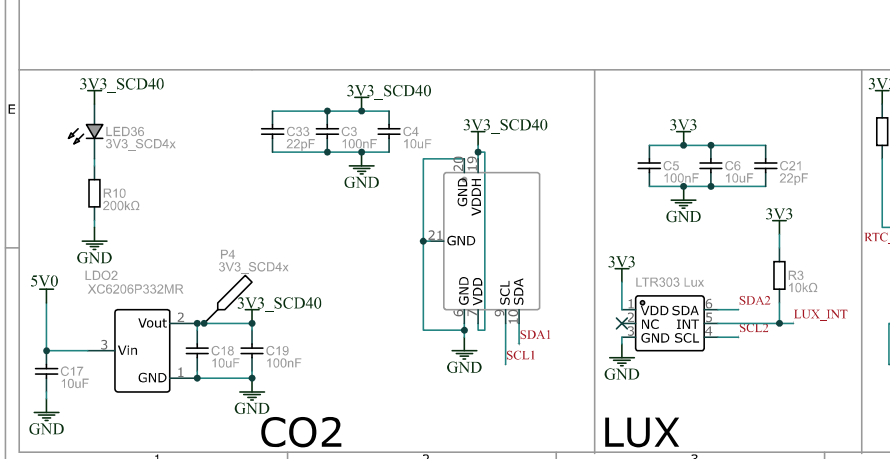 E
3V3_SCD40
LED36
3V3_SCD4x
R10
200kΩ
GND
3V3_SCD40
C33
22pF
C3
100nF
C4
10uF
GND
3V3_SCD40
20
19
GND
VDDH
21
GND
GND
VDD
SCL
SDA
6
7
9
10
SDA1
SCL1
GND
LDO2
XC6206P332MR
5V0
P4
3V3_SCD4x
3V3_SCD40
Vout
2
3
Vin
GND
1
C17
10uF
GND
C18
10uF
C19
100nF
GND
CO2
3V3
C5
100nF
C6
10uF
C21
22pF
GND
3V3
R3
10kΩ
3V3
LTR303 Lux
1
VDD
SDA
6
SDA2
2
NC
INT
5
LUX_INT
3
GND
SCL
4
SCL2
GND
LUX
RTC_
1
2
3